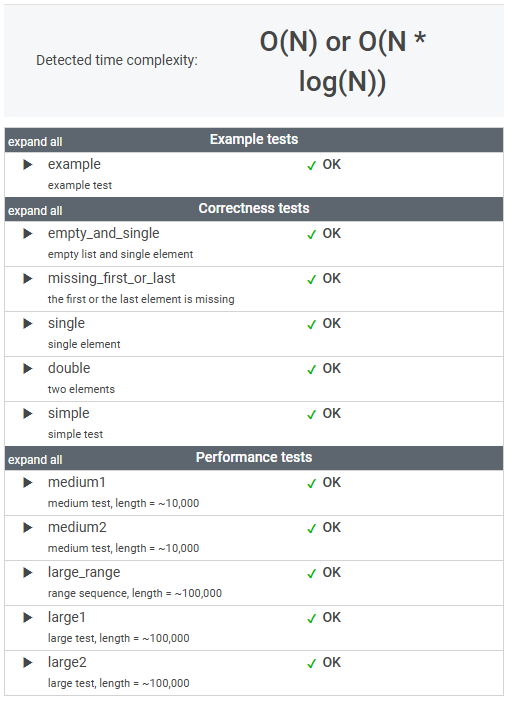 Detected time complexity:
O(N) or O(N *
log(N))
expand all Example tests
example OK
example test
expand all Correctness tests
empty_and_single OK
empty list and single element
missing_first_or_last OK
the first or the last element is missing
single OK
single element
double OK
two elements
simple OK
simple test
expand all Performance tests
medium1 OK
medium test, length = ~10,000
medium2 OK
medium test, length = ~10,000
large_range OK
range sequence, length = ~100,000
large1 OK
large test, length = ~100,000
large2 OK
large test, length = ~100,000